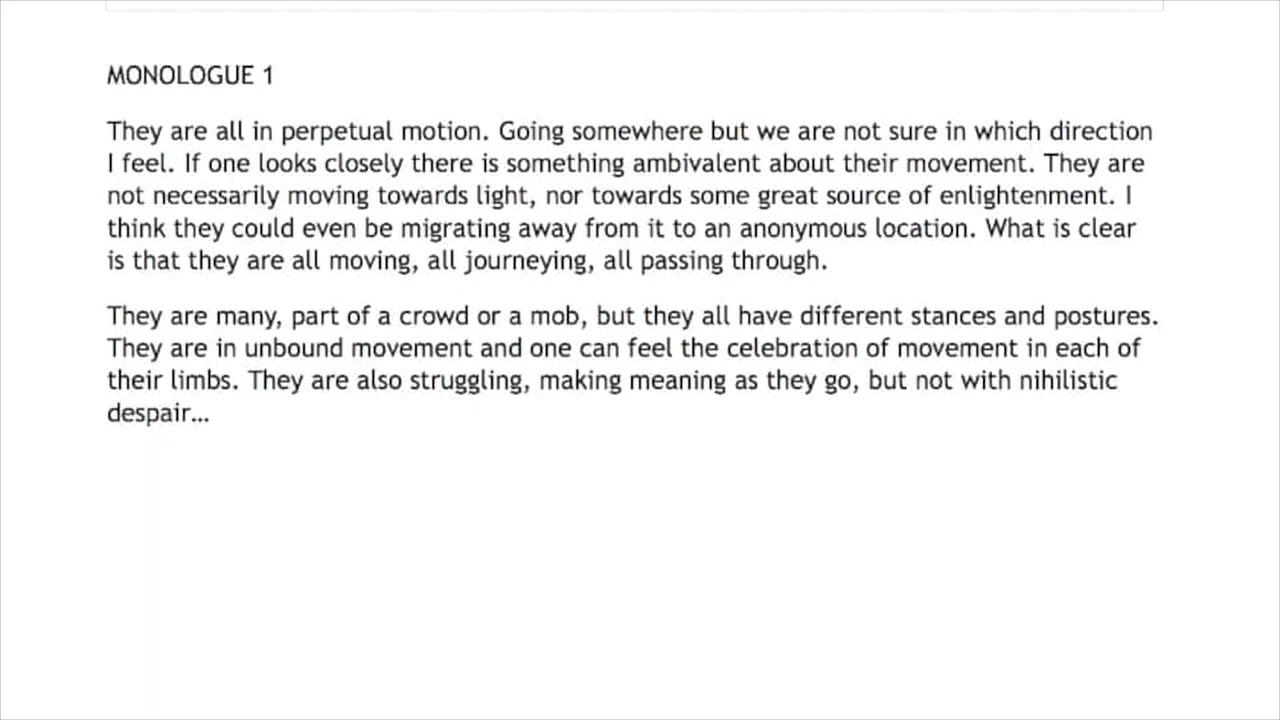 MONOLOGUE 1
They are all in perpetual motion. Going somewhere but we are not sure in which direction
I feel. If one looks closely there is something ambivalent about their movement. They are
not necessarily moving towards light, nor towards some great source of enlightenment. I
think they could even be migrating away from it to an anonymous location. What is clear
is that they are all moving, all journeying, all passing through.
They are many, part of a crowd or a mob, but they all have different stances and postures.
They are in unbound movement and one can feel the celebration of movement in each of
their limbs. They are also struggling, making meaning as they go, but not with nihilistic
despair...